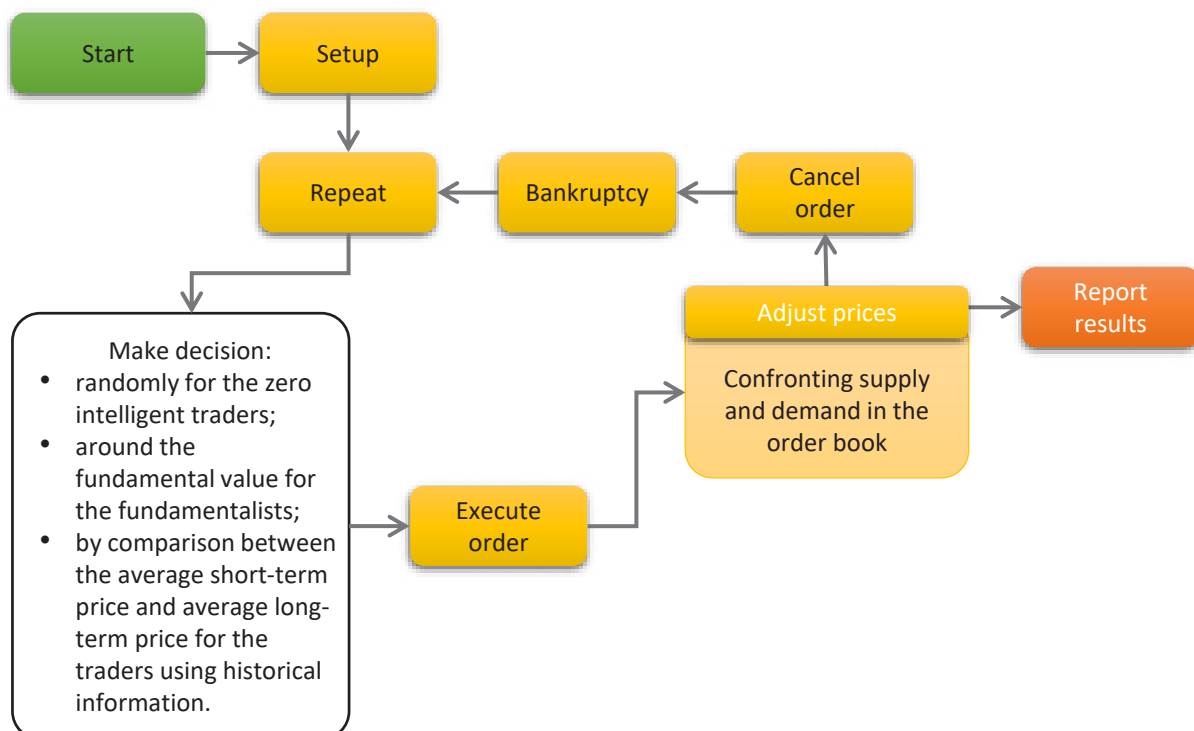 Start
Setup
Repeat
Bankruptcy
Cancel
order
Make decision:
• randomly for the zero
intelligent traders;
• around the
fundamental value for
the fundamentalists;
• by comparison between
the average short-term
price and average long-
term price for the
traders using historical
information.
Execute
order
Adjust prices
Confronting supply
and demand in the
order book
Report
results